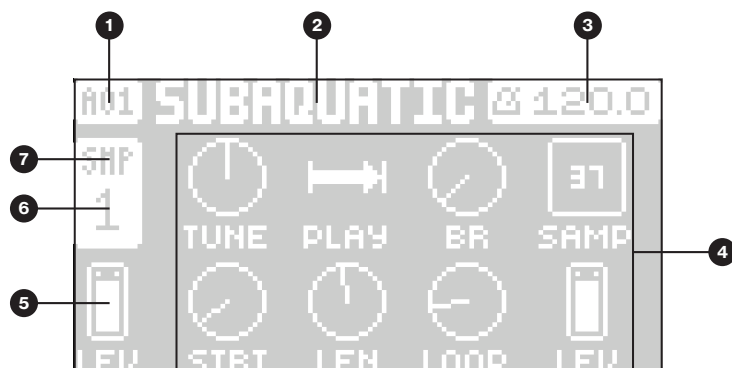 1 2 3
A01 SUBAQUATIC 120.0
7 SMP
37
6 1
TUNE PLAY BR SAMP
4
5
LEV STRT LEN LOOP LEV